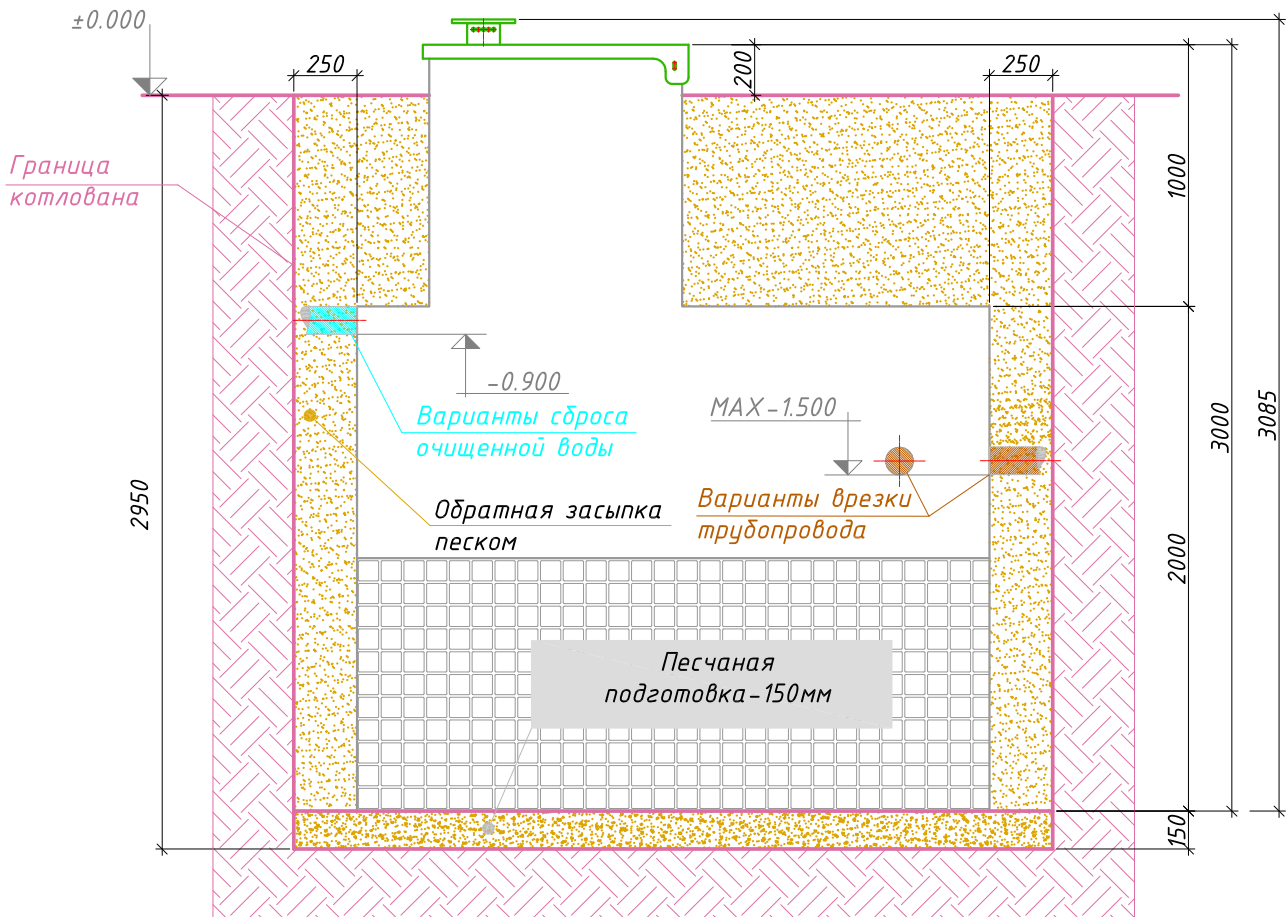 ±0.000
250
200
250
Граница
котлована
1000
-0.900
MAX-1.500
Варианты сброса
очищенной воды
3000
3085
2950
Обратная засыпка
песком
Варианты врезки
трубопровода
2000
Песчаная
подготовка-150мм
150